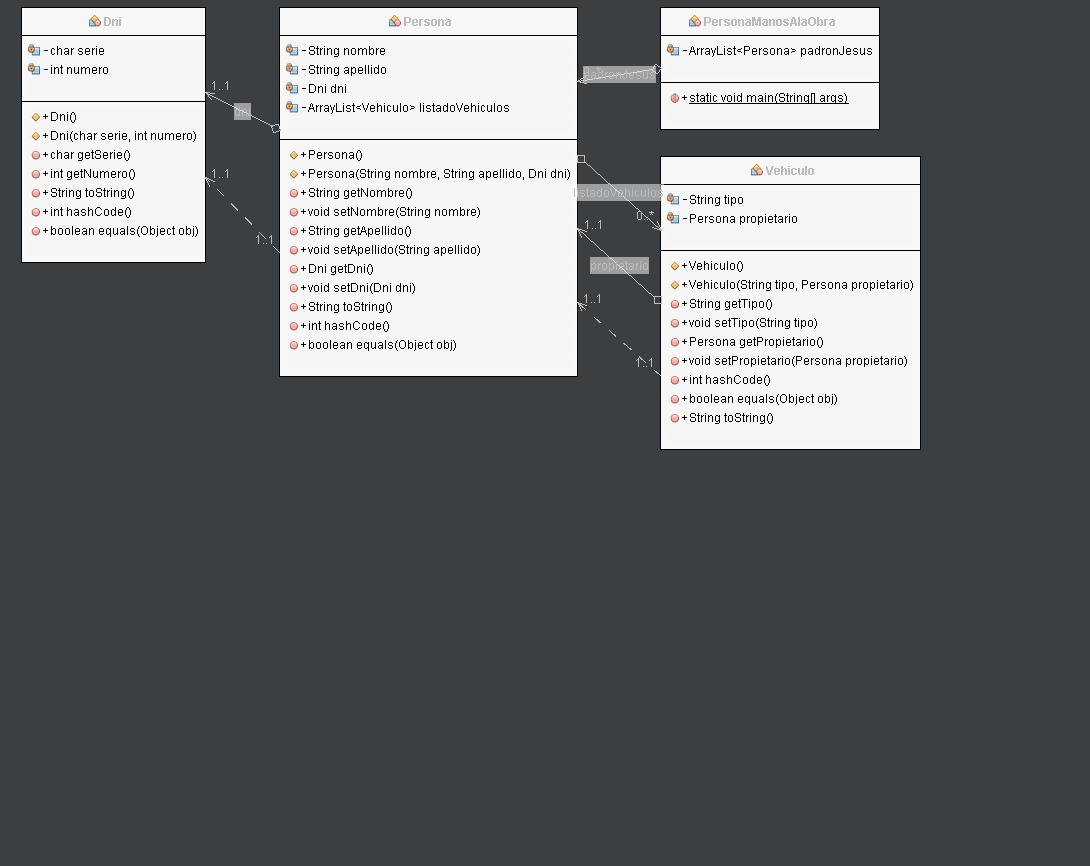 Dni
- char serie
- int numero
+ Dni()
+ Dni(char serie, int numero)
+ char getSerie()
+ int getNumero()
+ String toString()
+ int hashCode()
+ boolean equals(Object obj)
1..1
dni
1..1
1..1
Persona
- String nombre
- String apellido
- Dni dni
- ArrayList<Vehiculo> listadoVehiculos
+ Persona()
+ Persona(String nombre, String apellido, Dni dni)
+ String getNombre()
+ void setNombre(String nombre)
+ String getApellido()
+ void setApellido(String apellido)
+ Dni getDni()
+ void setDni(Dni dni)
+ String toString()
+ int hashCode()
+ boolean equals(Object obj)
padronJesus
listadoVehiculos
0..*
1..1
propietario
1..1
1..1
PersonaManosAlaObra
- ArrayList<Persona> padronJesus
+ static void main(String[] args)
Vehiculo
- String tipo
- Persona propietario
+ Vehiculo()
+ Vehiculo(String tipo, Persona propietario)
+ String getTipo()
+ void setTipo(String tipo)
+ Persona getPropietario()
+ void setPropietario(Persona propietario)
+ int hashCode()
+ boolean equals(Object obj)
+ String toString()